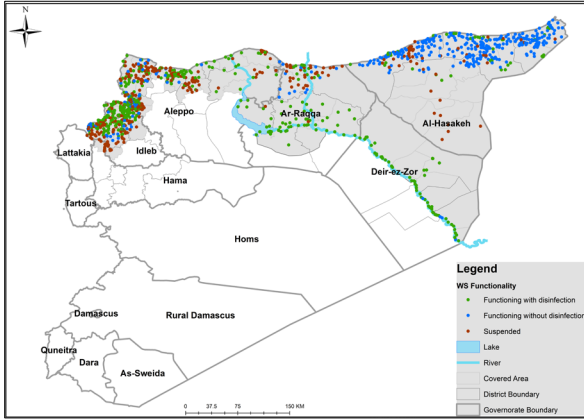 N
Aleppo
Ar-Raqqa
Al-Hasakeh
Lattakia
Idleb
Deir-ez-Zor
Hama
Tartous
Homs
Damascus
Rural Damascus
Quneitra
Dara
As-Sweida
Legend
WS Functionality
Functioning with disinfection
Functioning without disinfection
Suspended
Lake
River
Covered Area
District Boundary
Governorate Boundary
0 37.5 75 150 KM